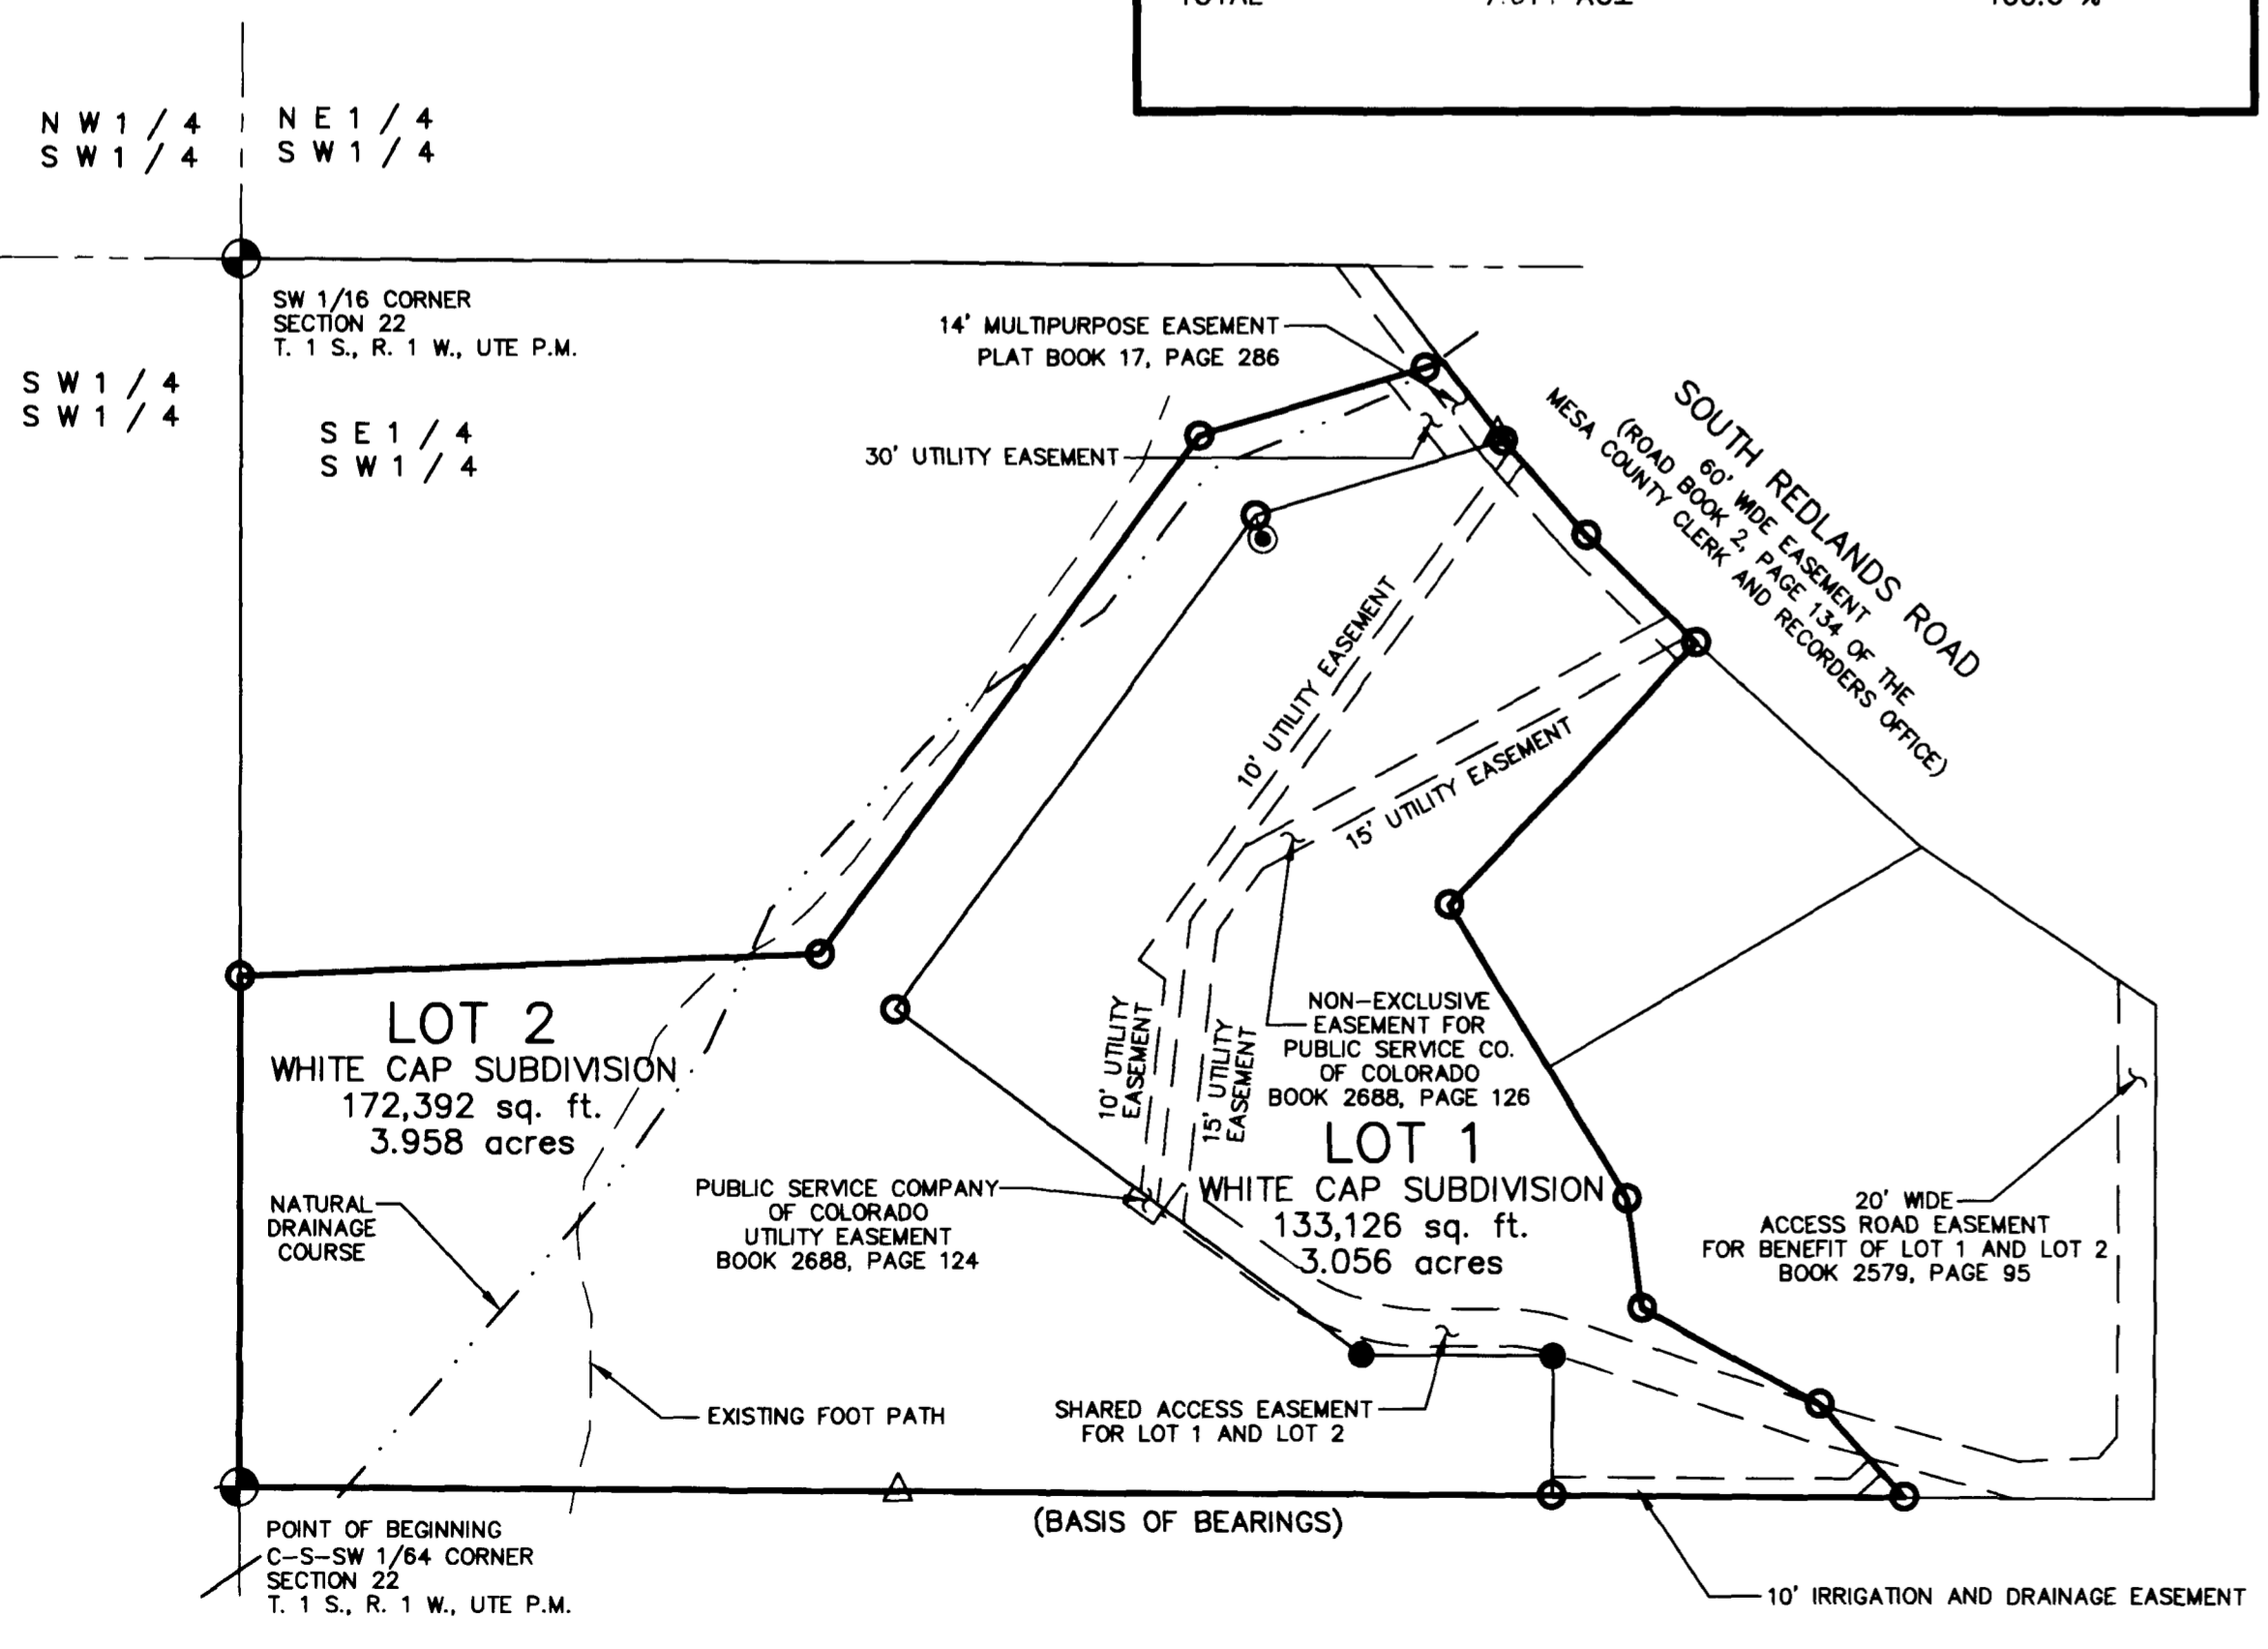 N W 1 / 4
S W 1 / 4
N E 1 / 4
S W 1 / 4
SW 1/16 CORNER
SECTION 22
T. 1 S., R. 1 W., UTE P.M.
S W 1 / 4
S W 1 / 4
S E 1 / 4
S W 1 / 4
14' MULTIPURPOSE EASEMENT
PLAT BOOK 17, PAGE 286
30' UTILITY EASEMENT
SOUTH REDLANDS ROAD
60' WIDE EASEMENT
(ROAD BOOK 2, PAGE 134 OF THE
MESA COUNTY CLERK AND RECORDERS OFFICE)
10' UTILITY EASEMENT
15' UTILITY EASEMENT
LOT 2
WHITE CAP SUBDIVISION
172,392 sq. ft.
3.958 acres
10' UTILITY
EASEMENT
15' UTILITY
EASEMENT
NON-EXCLUSIVE
EASEMENT FOR
PUBLIC SERVICE CO.
OF COLORADO
BOOK 2688, PAGE 126
LOT 1
WHITE CAP SUBDIVISION
133,126 sq. ft.
3.056 acres
PUBLIC SERVICE COMPANY
OF COLORADO
UTILITY EASEMENT
BOOK 2688, PAGE 124
NATURAL
DRAINAGE
COURSE
20' WIDE
ACCESS ROAD EASEMENT
FOR BENEFIT OF LOT 1 AND LOT 2
BOOK 2579, PAGE 95
EXISTING FOOT PATH
SHARED ACCESS EASEMENT
FOR LOT 1 AND LOT 2
(BASIS OF BEARINGS)
POINT OF BEGINNING
C-S-SW 1/64 CORNER
SECTION 22
T. 1 S., R. 1 W., UTE P.M.
10' IRRIGATION AND DRAINAGE EASEMENT